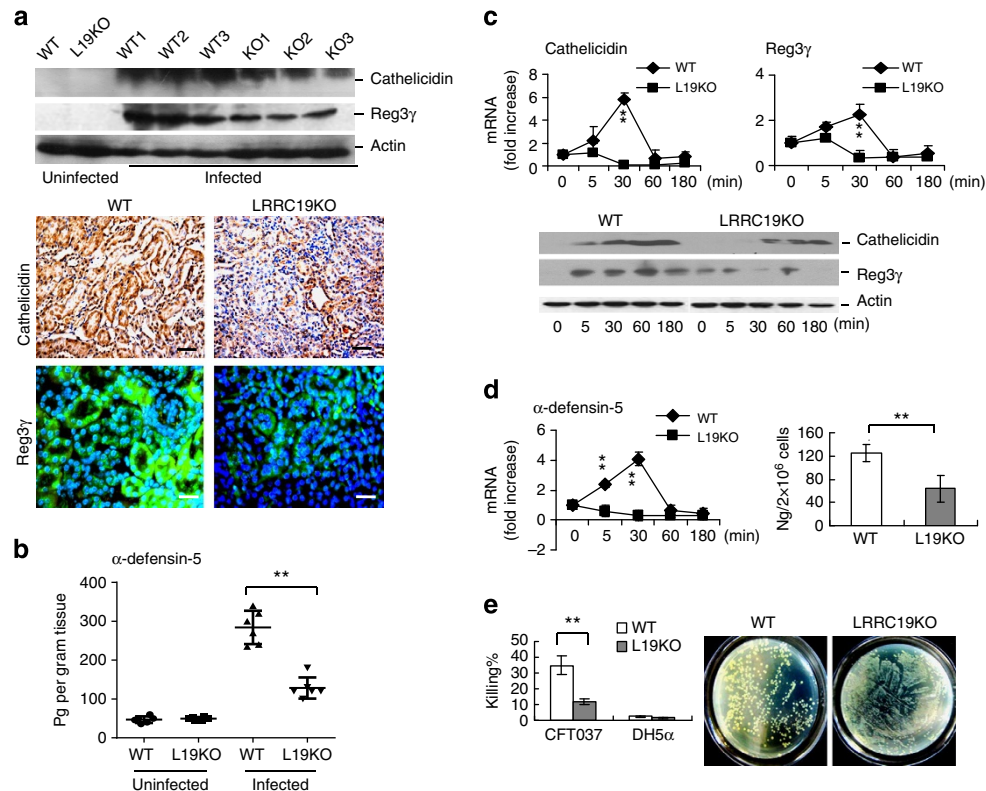 a
WT L19KO WT1 WT2 WT3 KO1 KO2 KO3
Cathelicidin
Reg3γ
Actin
Uninfected Infected
WT LRRC19KO
Cathelicidin
Reg3γ
b
α-defensin-5
**
Pg per gram tissue
400
300
200
100
0
WT L19KO WT L19KO
Uninfected Infected
c
Cathelicidin
WT
L19KO
mRNA
(fold increase)
8
6
4
2
0
**
0 5 30 60 180 (min)
Reg3γ
WT
L19KO
4
2
0
**
0 5 30 60 180 (min)
WT LRRC19KO
Cathelicidin
Reg3γ
Actin
0 5 30 60 180 0 5 30 60 180 (min)
d
α-defensin-5
WT
L19KO
mRNA
(fold increase)
6
4
2
0
−2
**
**
0 5 30 60 180 (min)
**
Ng/2×10⁶ cells
160
120
80
40
0
WT L19KO
e
**
WT
L19KO
Killing%
50
40
30
20
10
0
CFT037 DH5α
WT LRRC19KO